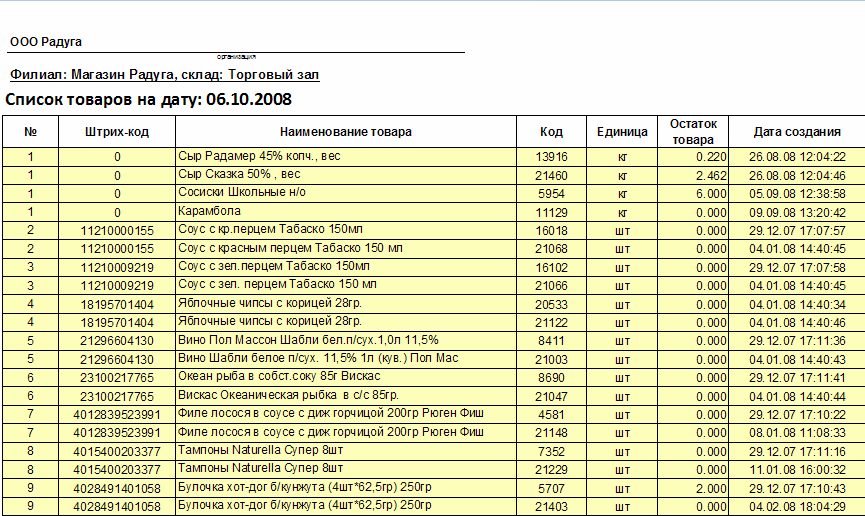 ООО Радуга
организация
Филиал: Магазин Радуга, склад: Торговый зал
Список товаров на дату: 06.10.2008
№ Штрих-код Наименование товара Код Единица Остаток товара Дата создания
1 0 Сыр Радамер 45% копч., вес 13916 кг 0.220 26.08.08 12:04:22
1 0 Сыр Сказка 50% , вес 21460 кг 2.462 26.08.08 12:04:46
1 0 Сосиски Школьные н/о 5954 кг 6.000 05.09.08 12:38:58
1 0 Карамбола 11129 кг 0.000 09.09.08 13:20:42
2 11210000155 Соус с кр.перцем Табаско 150мл 16018 шт 0.000 29.12.07 17:07:57
2 11210000155 Соус с красным перцем Табаско 150 мл 21068 шт 0.000 04.01.08 14:40:45
3 11210009219 Соус с зел.перцем Табаско 150мл 16102 шт 0.000 29.12.07 17:07:58
3 11210009219 Соус с зел. перцем Табаско 150 мл 21066 шт 0.000 04.01.08 14:40:45
4 18195701404 Яблочные чипсы с корицей 28гр. 20533 шт 0.000 04.01.08 14:40:34
4 18195701404 Яблочные чипсы с корицей 28гр. 21122 шт 0.000 04.01.08 14:40:46
5 21296604130 Вино Пол Массон Шабли бел.п/сух.1,0л 11,5% 8411 шт 0.000 29.12.07 17:11:36
5 21296604130 Вино Шабли белое п/сух. 11,5% 1л (кув.) Пол Мас 21003 шт 0.000 04.01.08 14:40:43
6 23100217765 Океан рыба в собст.соку 85г Вискас 8690 шт 0.000 29.12.07 17:11:41
6 23100217765 Вискас Океаническая рыбка в с/с 85гр. 21047 шт 0.000 04.01.08 14:40:44
7 4012839523991 Филе лосося в соусе с диж горчицой 200гр Рюген Фиш 4581 шт 0.000 29.12.07 17:10:22
7 4012839523991 Филе лосося в соусе с диж горчицой 200гр Рюген Фиш 21148 шт 0.000 08.01.08 11:08:33
8 4015400203377 Тампоны Naturella Супер 8шт 7352 шт 0.000 29.12.07 17:11:16
8 4015400203377 Тампоны Naturella Супер 8шт 21229 шт 0.000 11.01.08 16:00:32
9 4028491401058 Булочка хот-дог б/кунжута (4шт*62,5гр) 250гр 5707 шт 2.000 29.12.07 17:10:43
9 4028491401058 Булочка хот-дог б/кунжута (4шт*62,5гр) 250гр 21403 шт 0.000 04.02.08 18:04:29